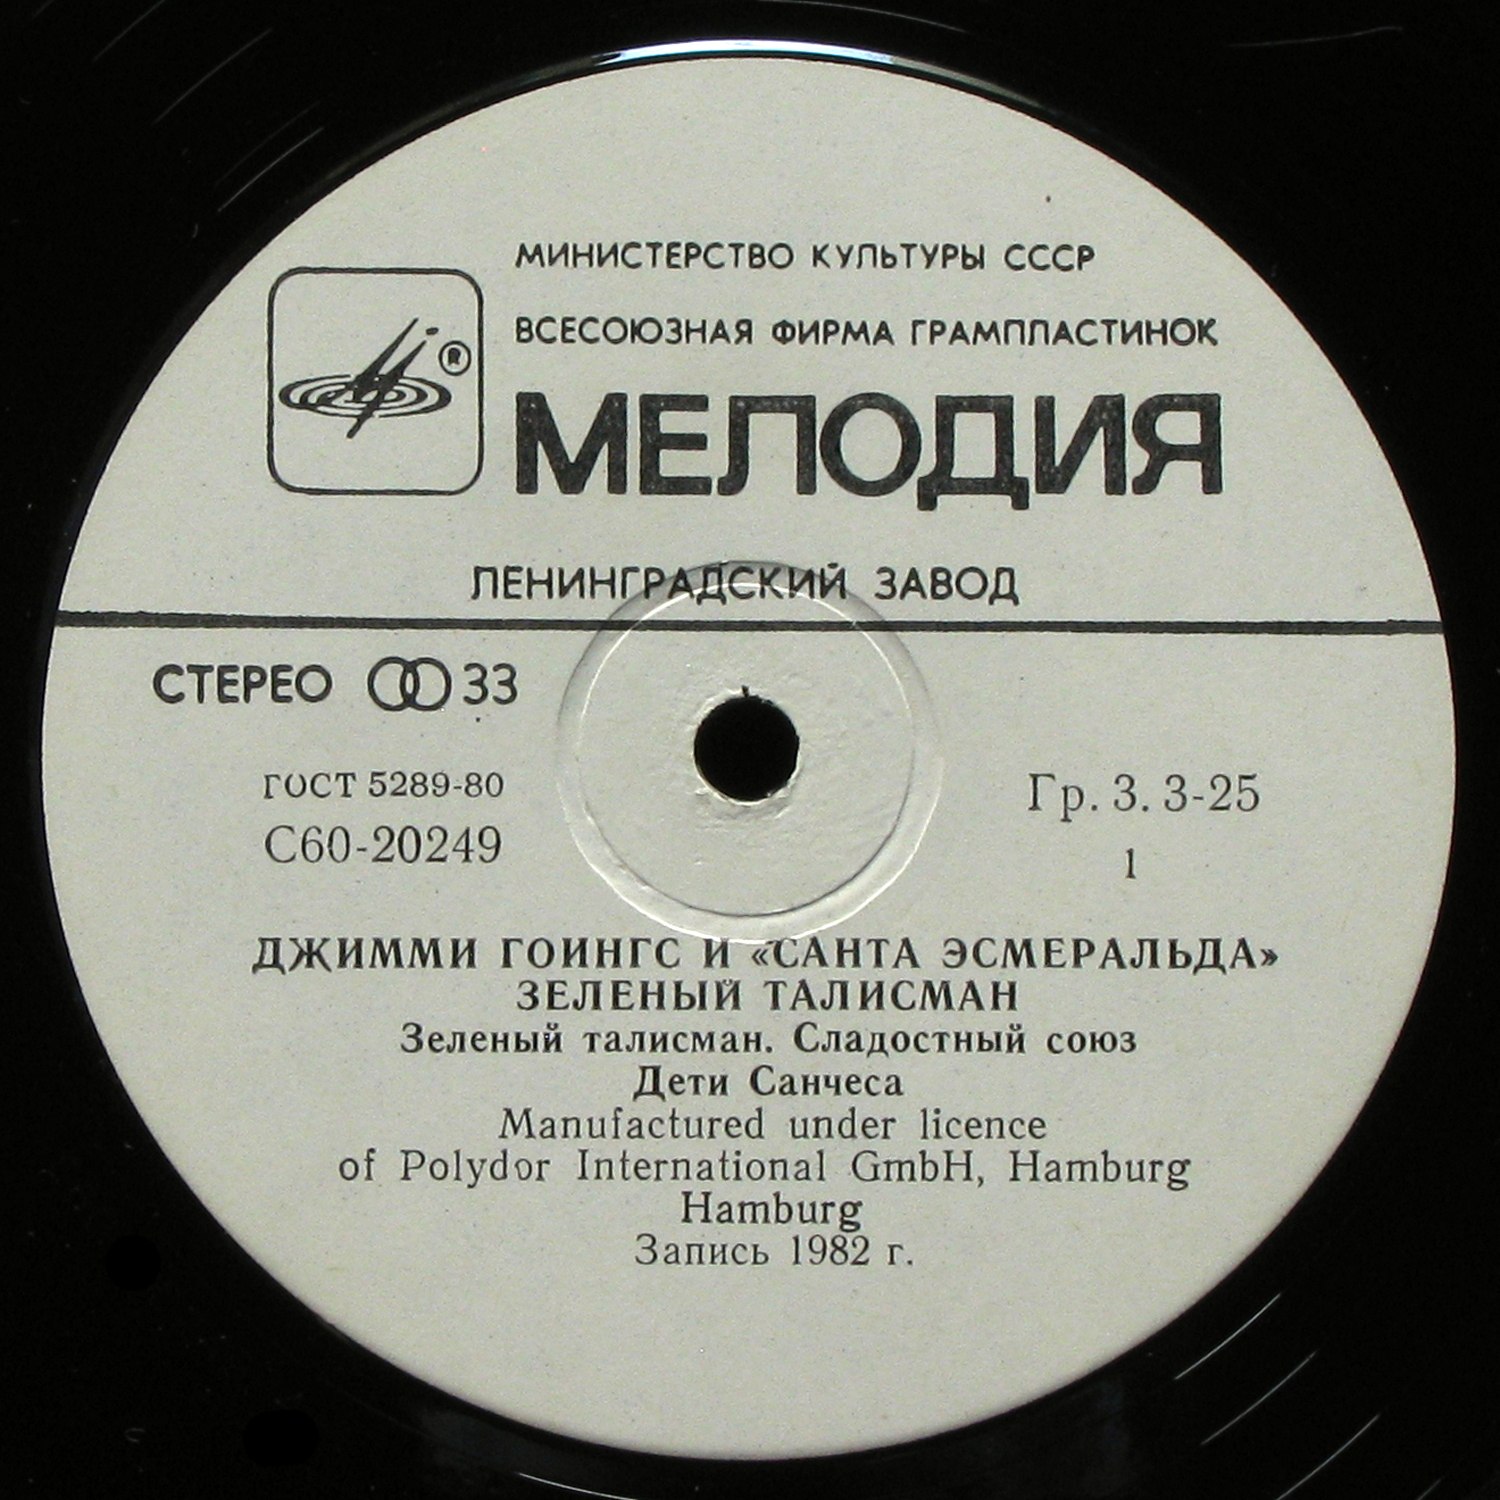 МИНИСТЕРСТВО КУЛЬТУРЫ СССР
ВСЕСОЮЗНАЯ ФИРМА ГРАМПЛАСТИНОК
®
МЕЛОДИЯ
ЛЕНИНГРАДСКИЙ ЗАВОД
СТЕРЕО 33
ГОСТ 5289-80
С60-20249
Гр. 3. 3-25
1
ДЖИММИ ГОИНГС И «САНТА ЭСМЕРАЛЬДА»
ЗЕЛЕНЫЙ ТАЛИСМАН
Зеленый талисман. Сладостный союз
Дети Санчеса
Manufactured under licence
of Polydor International GmbH, Hamburg
Hamburg
Запись 1982 г.